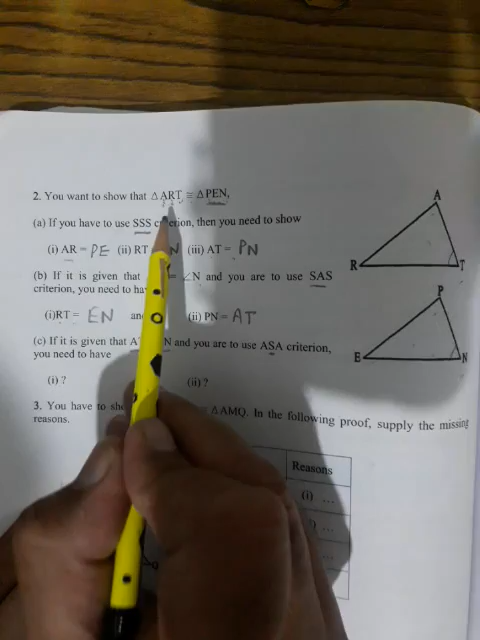 2. You want to show that △ART ≅ △PEN,
(a) If you have to use SSS criterion, then you need to show
(i) AR = PE (ii) RT N (iii) AT = PN
(b) If it is given that = ∠N and you are to use SAS
criterion, you need to
(i)RT = EN (ii) PN = AT
(c) If it is given that N and you are to use ASA criterion,
you need to have
(i) ? (ii) ?
3. You have to △AMQ. In the following proof, supply the missing
reasons.
Reasons
(i) ...
A
R T
P
E N